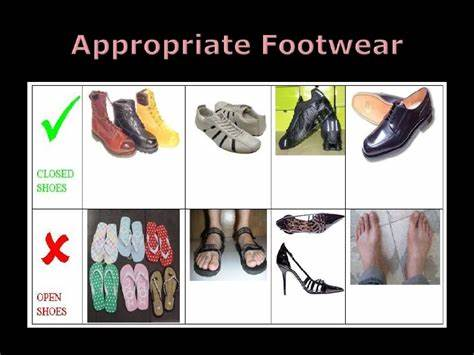 Appropriate Footwear
CLOSED
SHOES
OPEN
SHOES